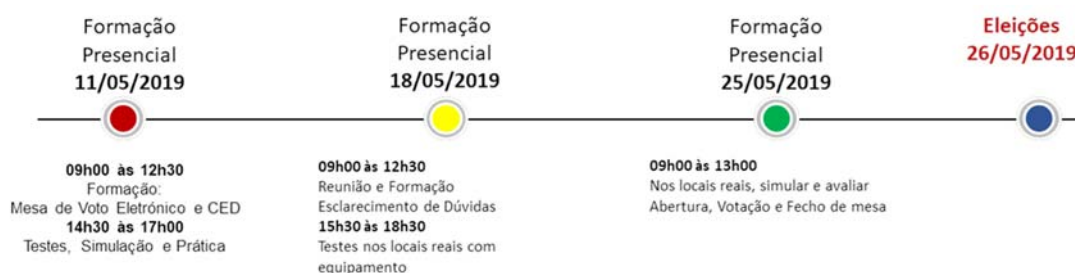 Formação
Presencial
11/05/2019
Formação
Presencial
18/05/2019
Formação
Presencial
25/05/2019
Eleições
26/05/2019
09h00 às 12h30
Formação:
Mesa de Voto Eletrónico e CED
14h30 às 17h00
Testes, Simulação e Prática
09h00 às 12h30
Reunião e Formação
Esclarecimento de Dúvidas
15h30 às 18h30
Testes nos locais reais com
equipamento
09h00 às 13h00
Nos locais reais, simular e avaliar
Abertura, Votação e Fecho de mesa